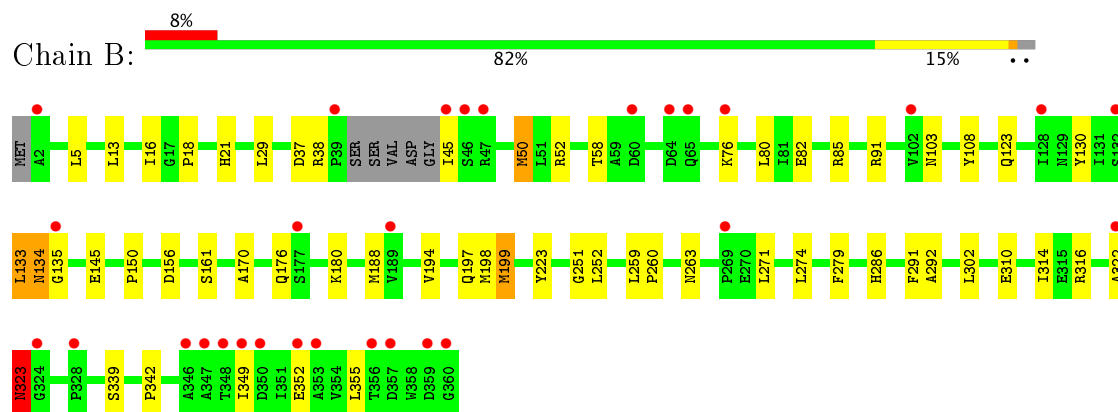 8%
Chain B:
82%
15%
..
MET A2 L5 L13 I16 G17 P18 H21 L29 D37 R38 P39 SER SER VAL ASP GLY I45 S46 R47 M50 L51 R52 T58 A59 D60 D64 Q65 K76 L80 I81 E82 R85 R91 V102 N103 Y108 Q123 I128 N129 Y130 I131 S132
L133 N134 G135 E145 P150 D156 S161 A170 Q176 S177 K180 M188 V189 V194 Q197 M198 M199 Y223 G251 L252 L259 P260 N263 P269 E270 L271 L274 F279 H286 F291 A292 L302 E310 I314 E315 R316 A322
N323 G324 P328 S339 P342 A346 A347 T348 I349 D350 I351 E352 A353 V354 L355 T356 D357 W358 D359 G360